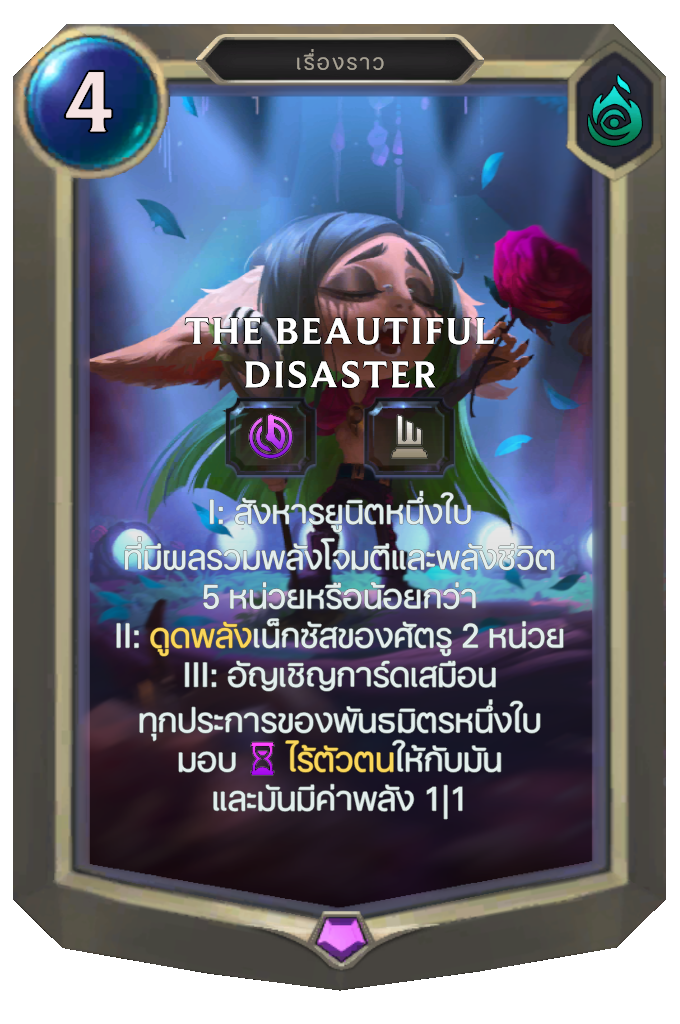 4
เรื่องราว
THE BEAUTIFUL
DISASTER
I: สังหารยูนิตหนึ่งใบ
ที่มีผลรวมพลังโจมตีและพลังชีวิต
5 หน่วยหรือน้อยกว่า
II: ดูดพลังเน็กซัสของศัตรู 2 หน่วย
III: อัญเชิญการ์ดเสมือน
ทุกประการของพันธมิตรหนึ่งใบ
มอบ ไร้ตัวตนให้กับมัน
และมันมีค่าพลัง 1|1